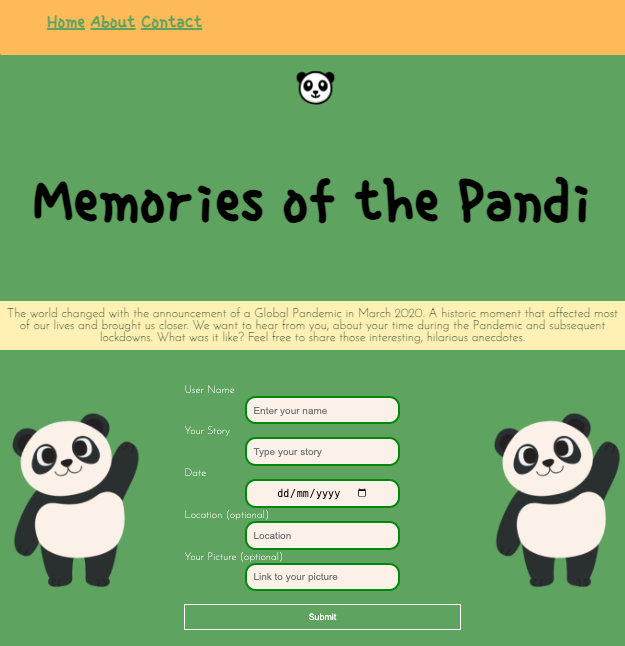 Home About Contact
Memories of the Pandi
The world changed with the announcement of a Global Pandemic in March 2020. A historic moment that affected most
of our lives and brought us closer. We want to hear from you, about your time during the Pandemic and subsequent
lockdowns. What was it like? Feel free to share those interesting, hilarious anecdotes.
User Name
Enter your name
Your Story
Type your story
Date
dd/mm/yyyy
Location (optional)
Location
Your Picture (optional)
Link to your picture
Submit